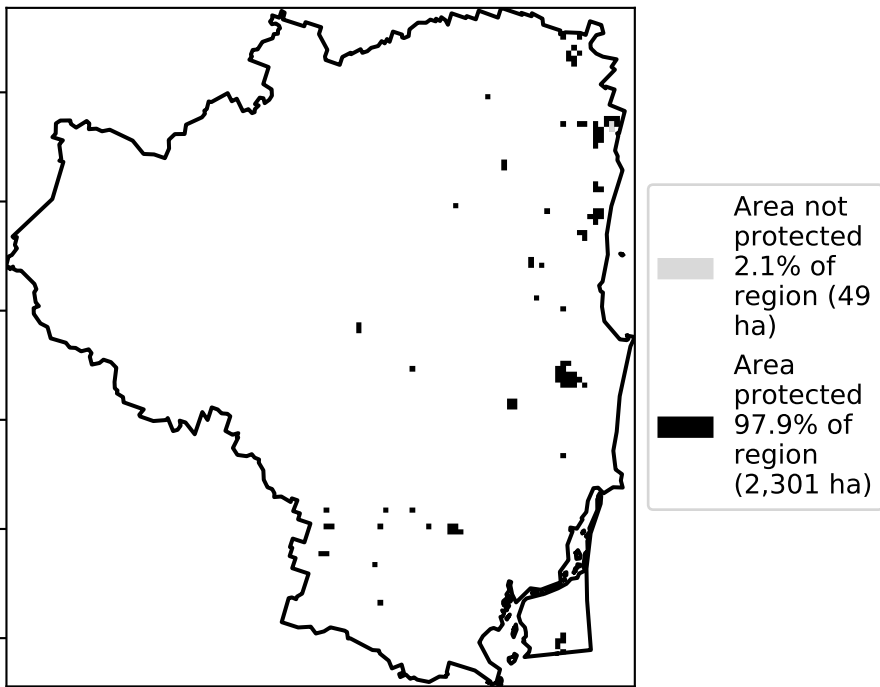 Area not
protected
2.1% of
region (49
ha)
Area
protected
97.9% of
region
(2,301 ha)